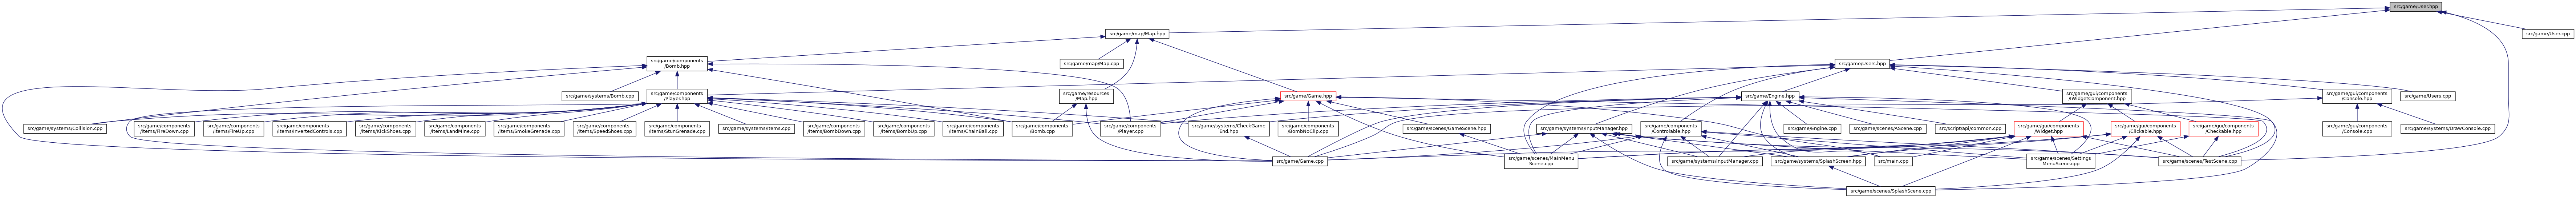 src/game/User.hpp
src/game/map/Map.hpp
src/game/User.cpp
src/game/components
/Bomb.hpp
src/game/map/Map.cpp
src/game/Users.hpp
src/game/systems/Bomb.cpp
src/game/components
/Player.hpp
src/game/resources
/Map.hpp
src/game/Game.hpp
src/game/Engine.hpp
src/game/gui/components
/IWidgetComponent.hpp
src/game/gui/components
/Console.hpp
src/game/Users.cpp
src/game/systems/Collision.cpp
src/game/components
/items/FireDown.cpp
src/game/components
/items/FireUp.cpp
src/game/components
/items/InvertedControls.cpp
src/game/components
/items/KickShoes.cpp
src/game/components
/items/LandMine.cpp
src/game/components
/items/SmokeGrenade.cpp
src/game/components
/items/SpeedShoes.cpp
src/game/components
/items/StunGrenade.cpp
src/game/systems/Items.cpp
src/game/components
/items/BombDown.cpp
src/game/components
/items/BombUp.cpp
src/game/components
/items/ChainBall.cpp
src/game/components
/Bomb.cpp
src/game/components
/Player.cpp
src/game/systems/CheckGame
End.hpp
src/game/components
/BombNoClip.cpp
src/game/scenes/GameScene.hpp
src/game/systems/InputManager.hpp
src/game/components
/Controlable.hpp
src/game/Engine.cpp
src/game/scenes/AScene.cpp
src/script/api/common.cpp
src/game/gui/components
/Widget.hpp
src/game/gui/components
/Clickable.hpp
src/game/gui/components
/Checkable.hpp
src/game/gui/components
/Console.cpp
src/game/systems/DrawConsole.cpp
src/game/Game.cpp
src/game/scenes/MainMenu
Scene.cpp
src/game/systems/InputManager.cpp
src/game/systems/SplashScreen.hpp
src/main.cpp
src/game/scenes/Settings
MenuScene.cpp
src/game/scenes/TestScene.cpp
src/game/scenes/SplashScene.cpp